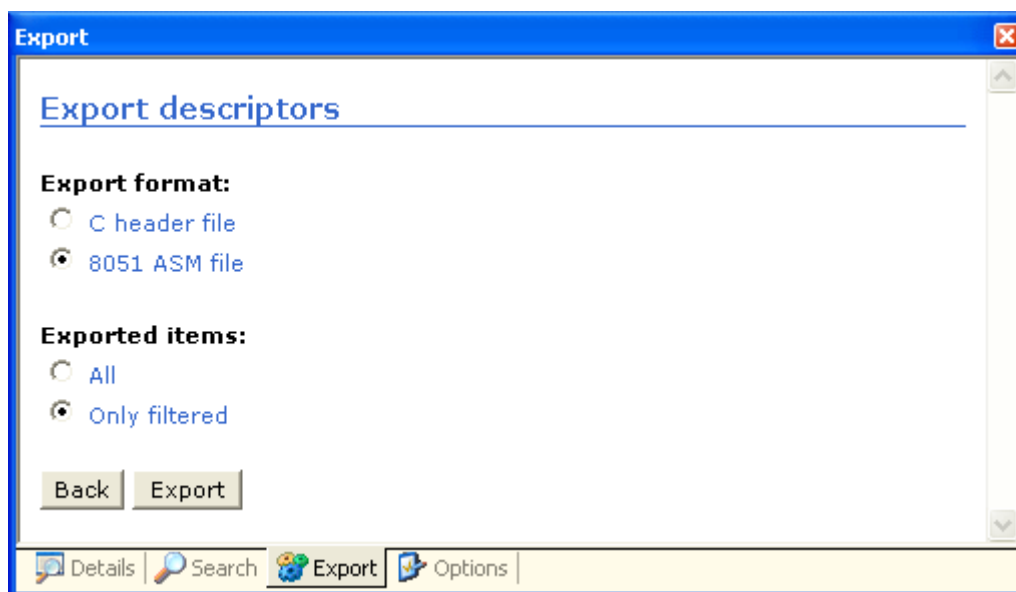 Export
Export descriptors
Export format:
C header file
8051 ASM file
Exported items:
All
Only filtered
Back Export
Details Search Export Options